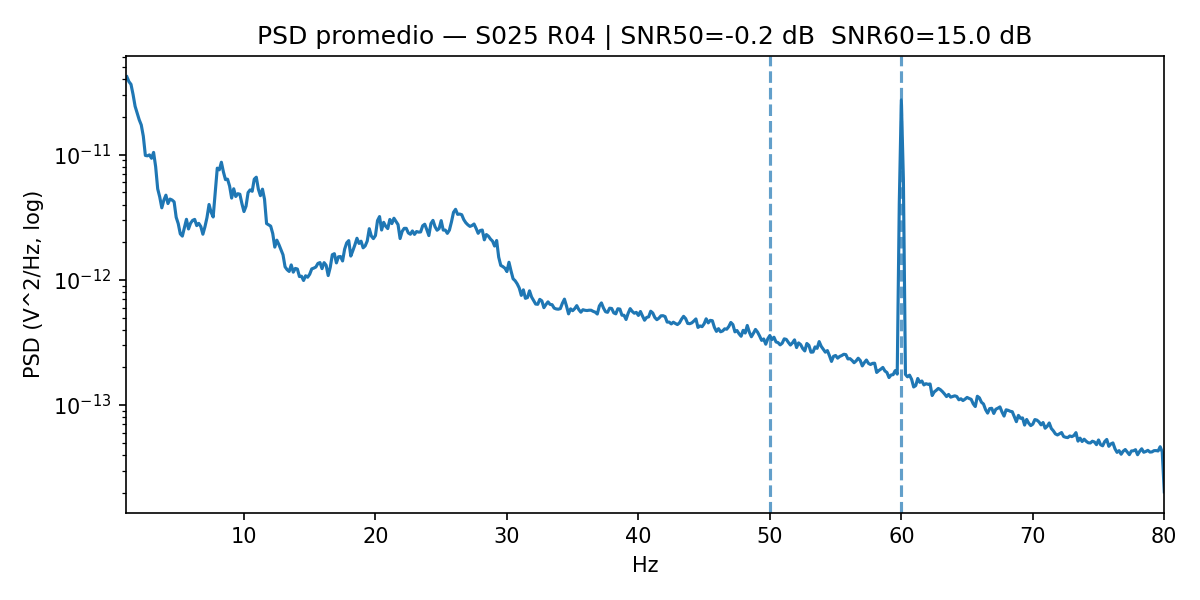 PSD promedio — S025 R04 | SNR50=-0.2 dB  SNR60=15.0 dB
PSD (V^2/Hz, log)
10⁻¹¹
10⁻¹²
10⁻¹³
10 20 30 40 50 60 70 80
Hz